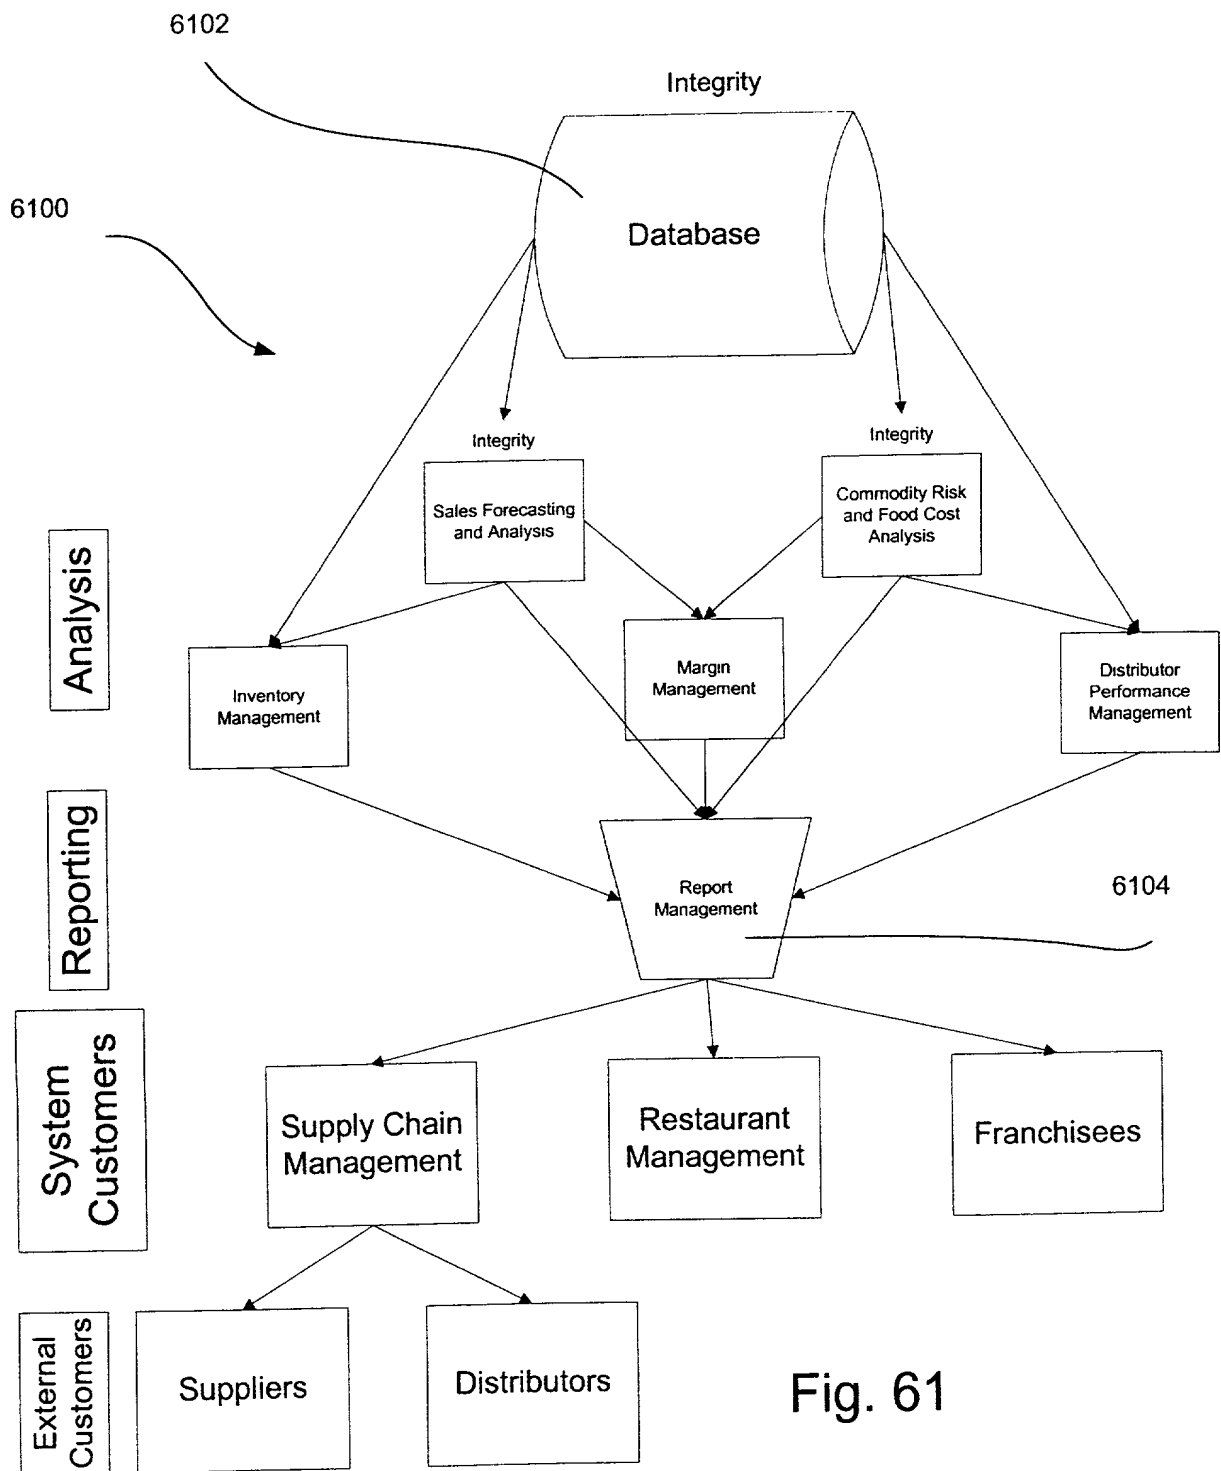 6102
Integrity
6100
Database
Integrity
Integrity
Sales Forecasting
and Analysis
Commodity Risk
and Food Cost
Analysis
Analysis
Inventory
Management
Margin
Management
Distributor
Performance
Management
Reporting
Report
Management
6104
System
Customers
Supply Chain
Management
Restaurant
Management
Franchisees
External
Customers
Suppliers
Distributors
Fig. 61